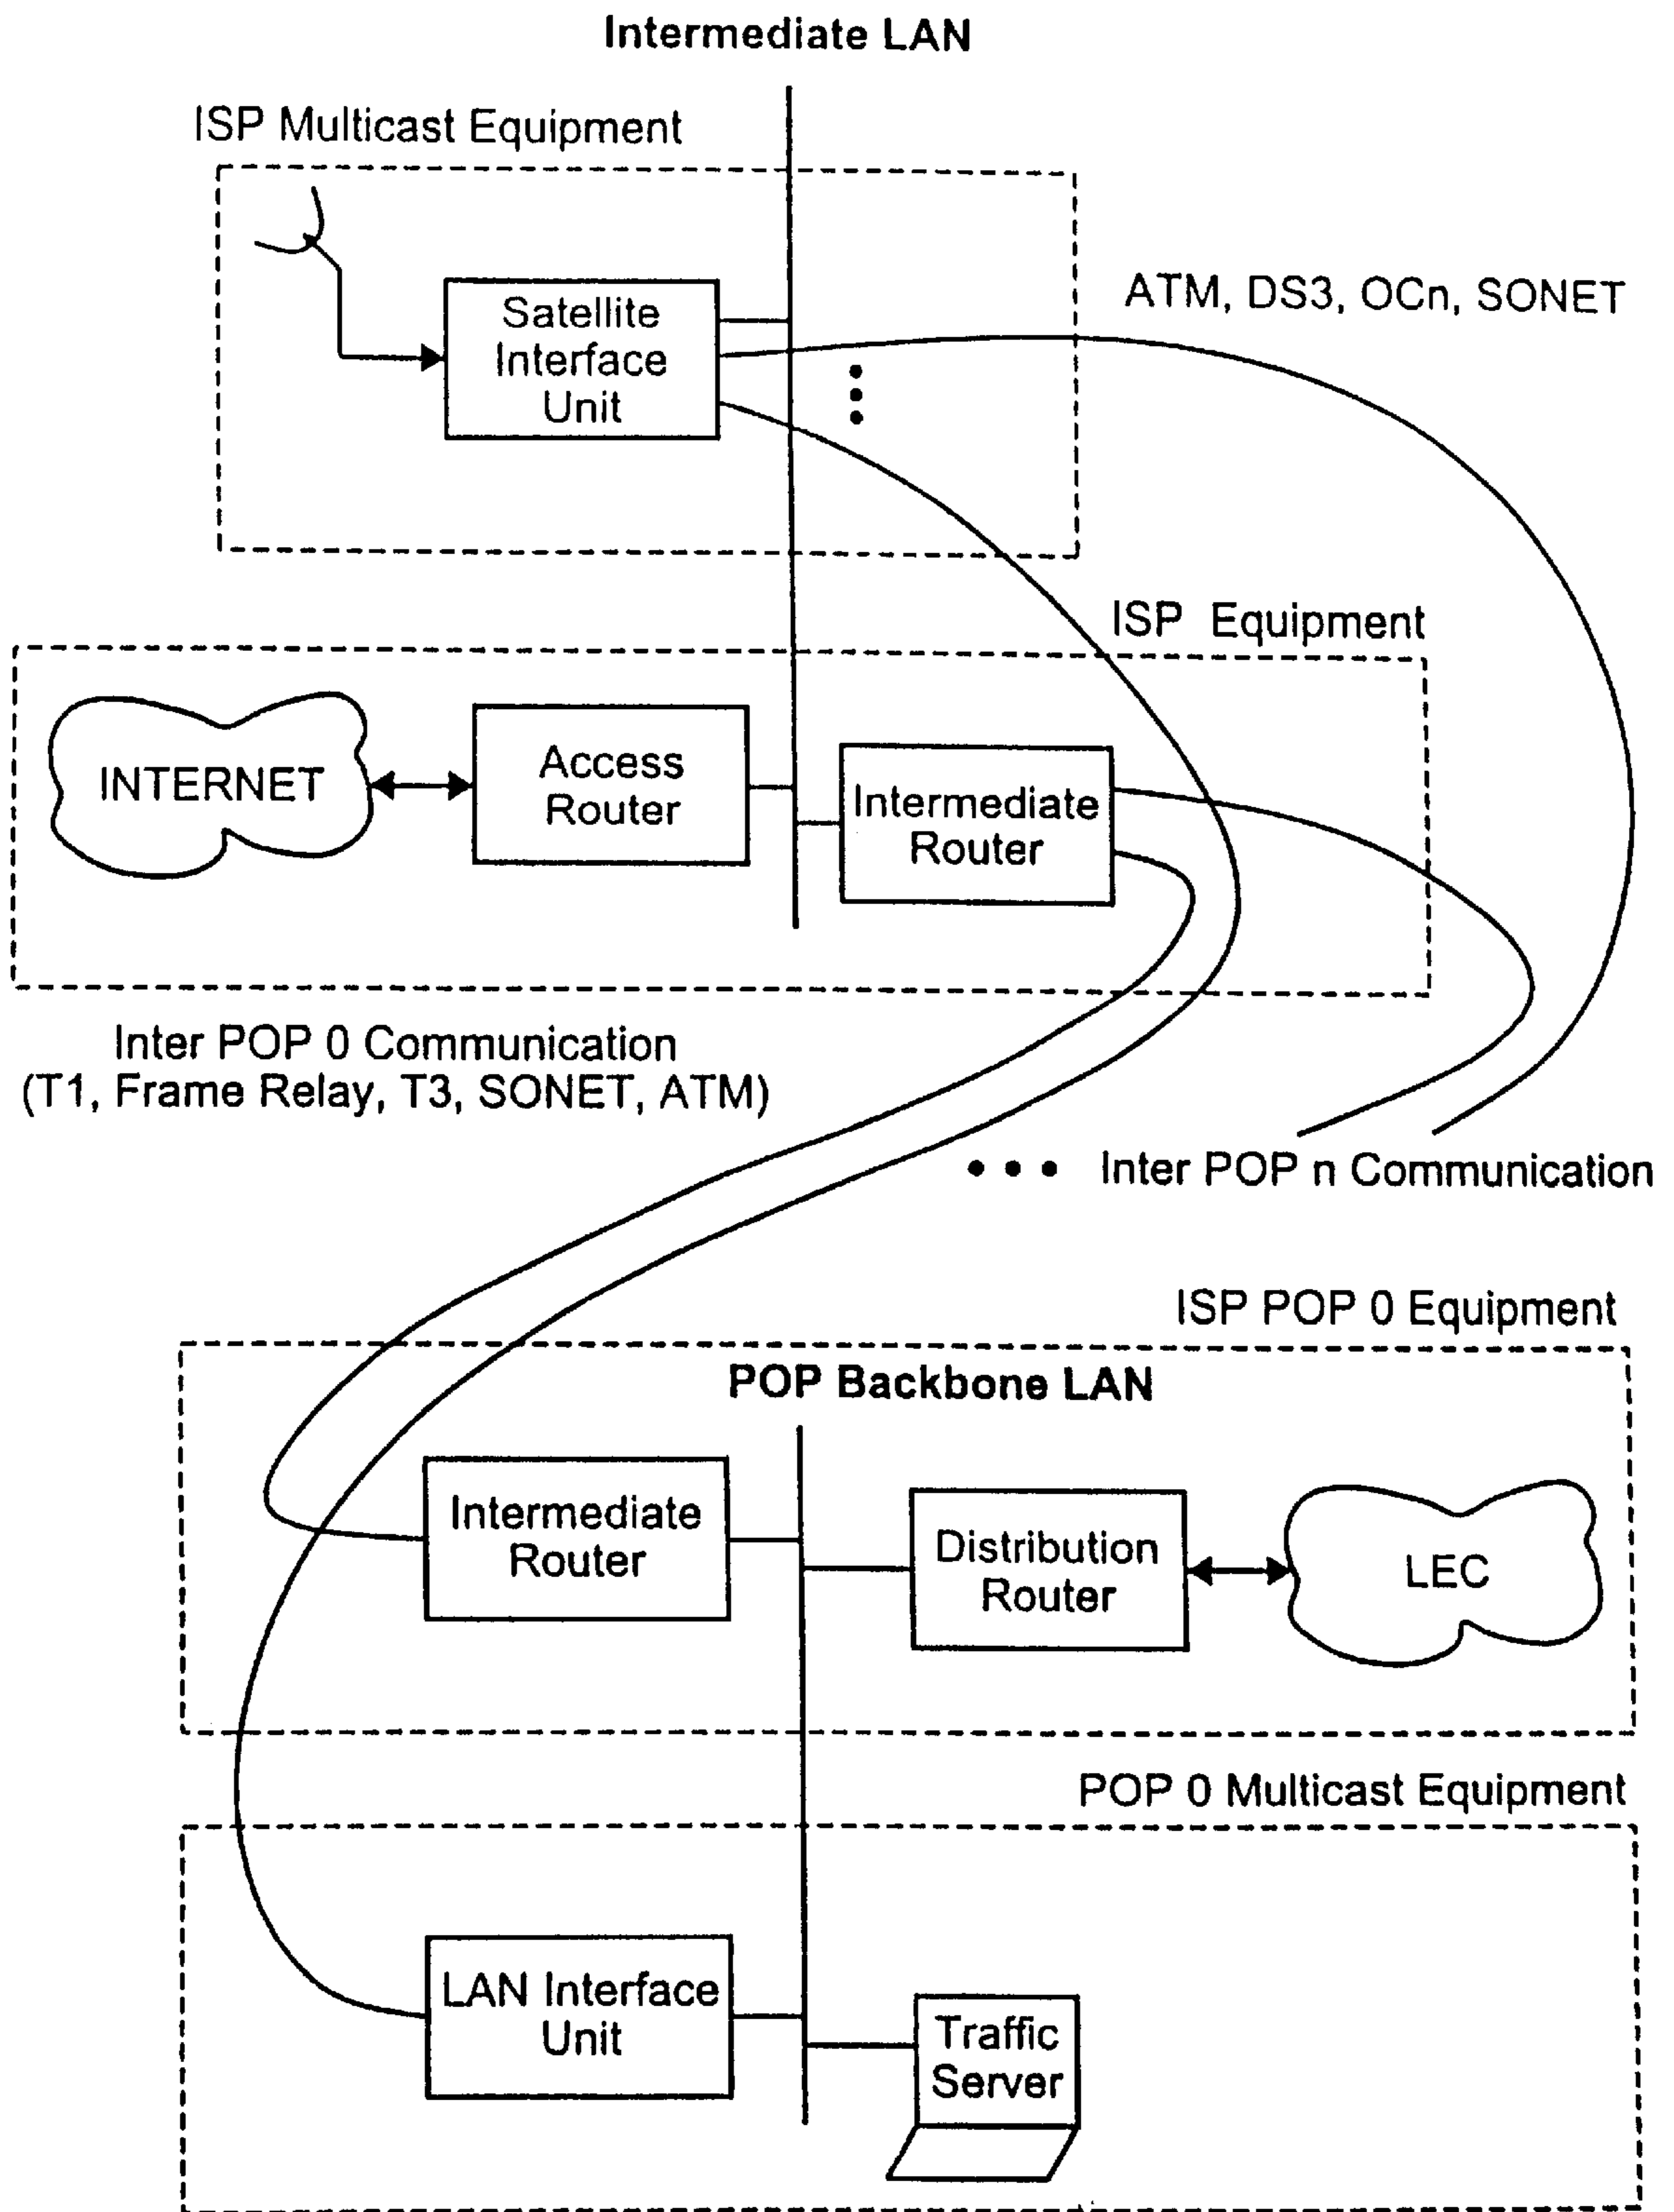 Intermediate LAN
ISP Multicast Equipment
Satellite
Interface
Unit
ATM, DS3, OCn, SONET
ISP Equipment
INTERNET
Access
Router
Intermediate
Router
Inter POP 0 Communication
(T1, Frame Relay, T3, SONET, ATM)
Inter POP n Communication
ISP POP 0 Equipment
POP Backbone LAN
Intermediate
Router
Distribution
Router
LEC
POP 0 Multicast Equipment
LAN Interface
Unit
Traffic
Server